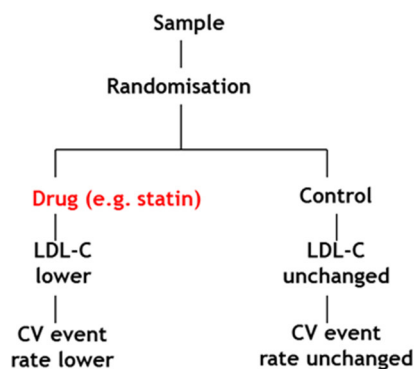 Sample
Randomisation
Drug (e.g. statin)
Control
LDL-C
lower
LDL-C
unchanged
CV event
rate lower
CV event
rate unchanged